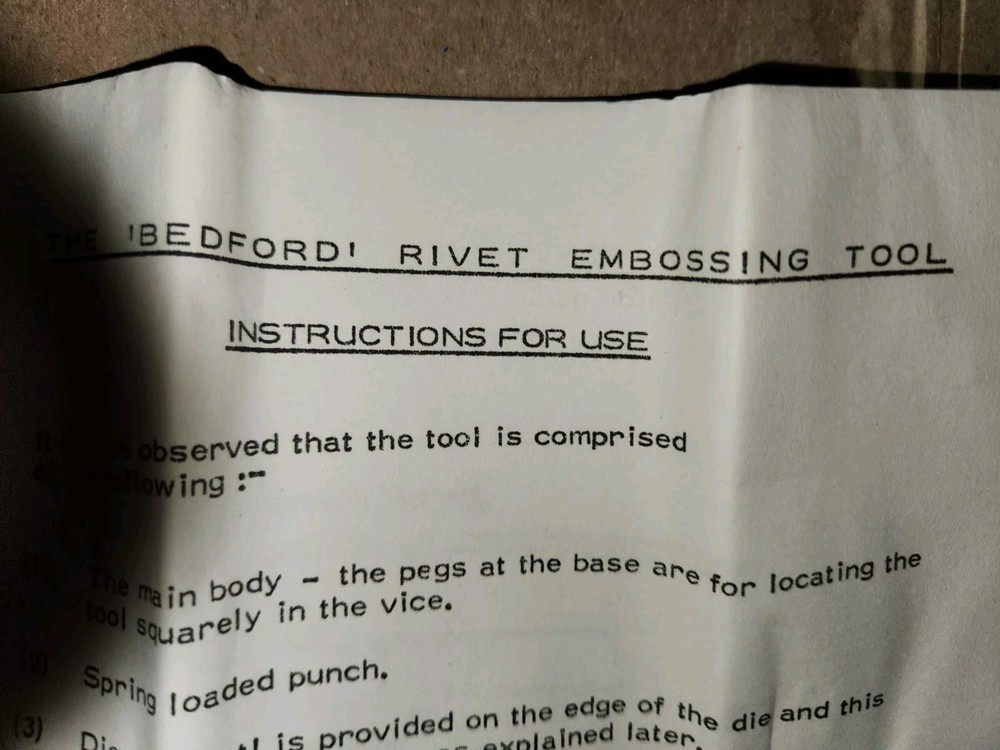 THE 'BEDFORD' RIVET EMBOSSING TOOL
INSTRUCTIONS FOR USE
observed that the tool is comprised
:-
The main body - the pegs at the base are for locating the
tool squarely in the vice.
(2) Spring loaded punch.
(3) is provided on the edge of the die and this
explained later.